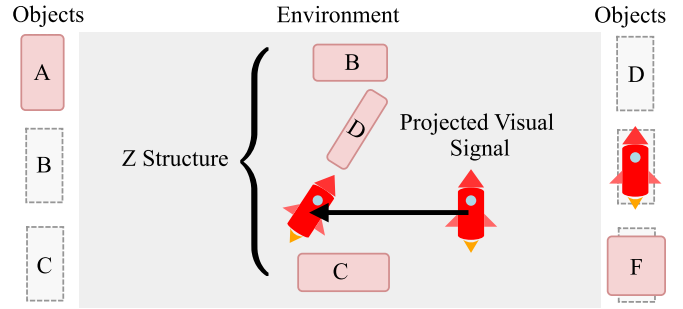 Objects
Environment
Objects
A
B
D
D
B
Z Structure
Projected Visual
Signal
C
C
F